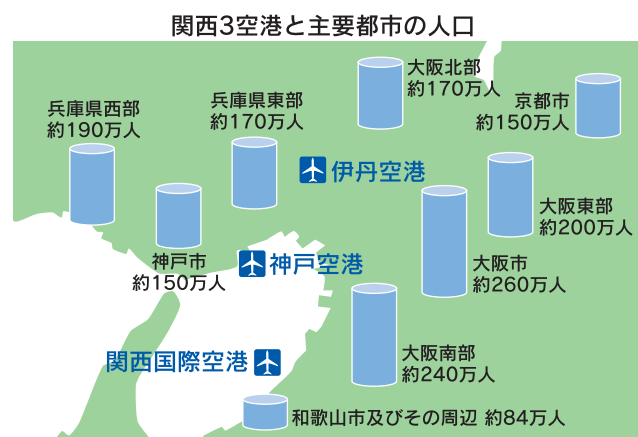 関西3空港と主要都市の人口
大阪北部
約170万人
京都市
約150万人
兵庫県東部
約170万人
兵庫県西部
約190万人
伊丹空港
大阪東部
約200万人
神戸市
約150万人
神戸空港
大阪市
約260万人
関西国際空港
大阪南部
約240万人
和歌山市及びその周辺 約84万人